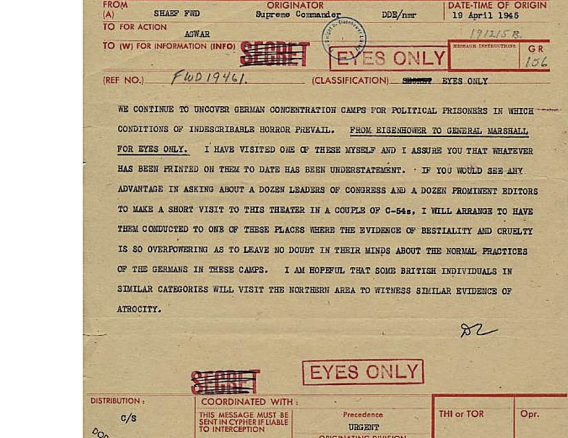 FROM ORIGINATOR DATE-TIME OF ORIGIN
(A) SHAEF FWD Supreme Commander DDE/nmr 19 April 1945
TO FOR ACTION 191215B.
AGWAR
TO (W) FOR INFORMATION (INFO) SECRET EYES ONLY MESSAGE INSTRUCTIONS GR
156
(REF NO.) FWD 19461. (CLASSIFICATION) SECRET EYES ONLY
WE CONTINUE TO UNCOVER GERMAN CONCENTRATION CAMPS FOR POLITICAL PRISONERS IN WHICH
CONDITIONS OF INDESCRIBABLE HORROR PREVAIL. FROM EISENHOWER TO GENERAL MARSHALL
FOR EYES ONLY. I HAVE VISITED ONE OF THESE MYSELF AND I ASSURE YOU THAT WHATEVER
HAS BEEN PRINTED ON THEM TO DATE HAS BEEN UNDERSTATEMENT. IF YOU WOULD SEE ANY
ADVANTAGE IN ASKING ABOUT A DOZEN LEADERS OF CONGRESS AND A DOZEN PROMINENT EDITORS
TO MAKE A SHORT VISIT TO THIS THEATER IN A COUPLE OF C-54s, I WILL ARRANGE TO HAVE
THEM CONDUCTED TO ONE OF THESE PLACES WHERE THE EVIDENCE OF BESTIALITY AND CRUELTY
IS SO OVERPOWERING AS TO LEAVE NO DOUBT IN THEIR MINDS ABOUT THE NORMAL PRACTICES
OF THE GERMANS IN THESE CAMPS. I AM HOPEFUL THAT SOME BRITISH INDIVIDUALS IN
SIMILAR CATEGORIES WILL VISIT THE NORTHERN AREA TO WITNESS SIMILAR EVIDENCE OF
ATROCITY.
SECRET EYES ONLY
DISTRIBUTION : COORDINATED WITH : THI or TOR Opr.
C/S THIS MESSAGE MUST BE Precedence
SENT IN CYPHER IF LIABLE URGENT
TO INTERCEPTION ORIGINATING DIVISION